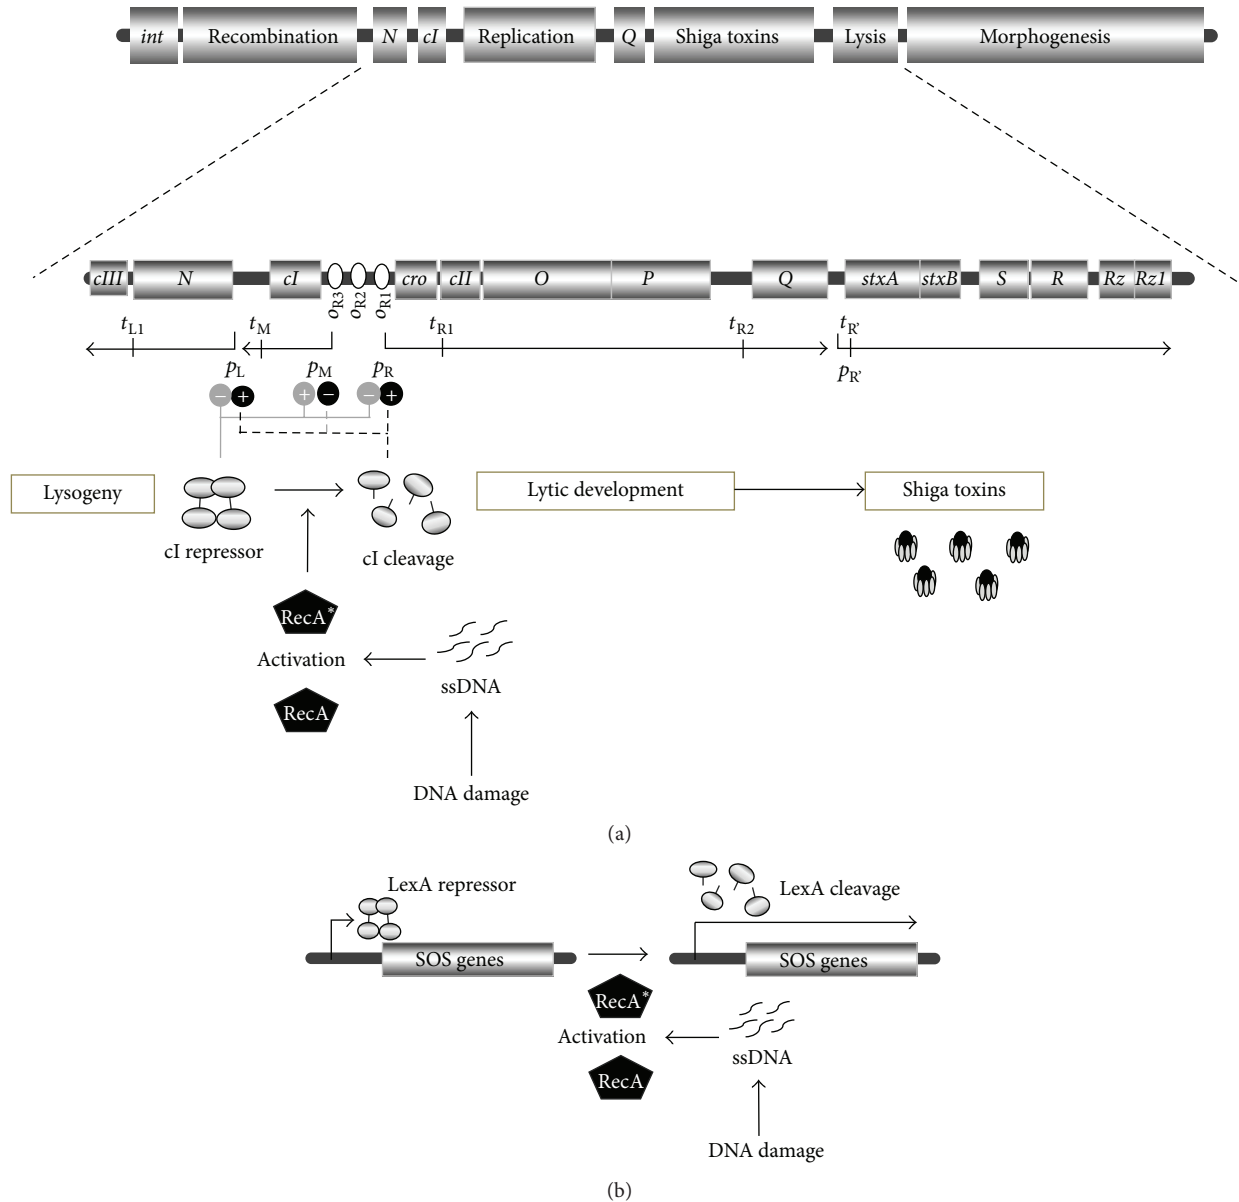 int Recombination N cI Replication Q Shiga toxins Lysis Morphogenesis
cIII N cI cro cII O P Q stxA stxB S R Rz Rz1
oR3 oR2 oR1
tL1 tM tR1 tR2 tR'
pL pM pR pR'
− + + − − +
Lysogeny Lytic development Shiga toxins
cI repressor cI cleavage
RecA*
Activation
ssDNA
RecA
DNA damage
(a)
LexA repressor LexA cleavage
SOS genes SOS genes
RecA*
Activation
ssDNA
RecA
DNA damage
(b)